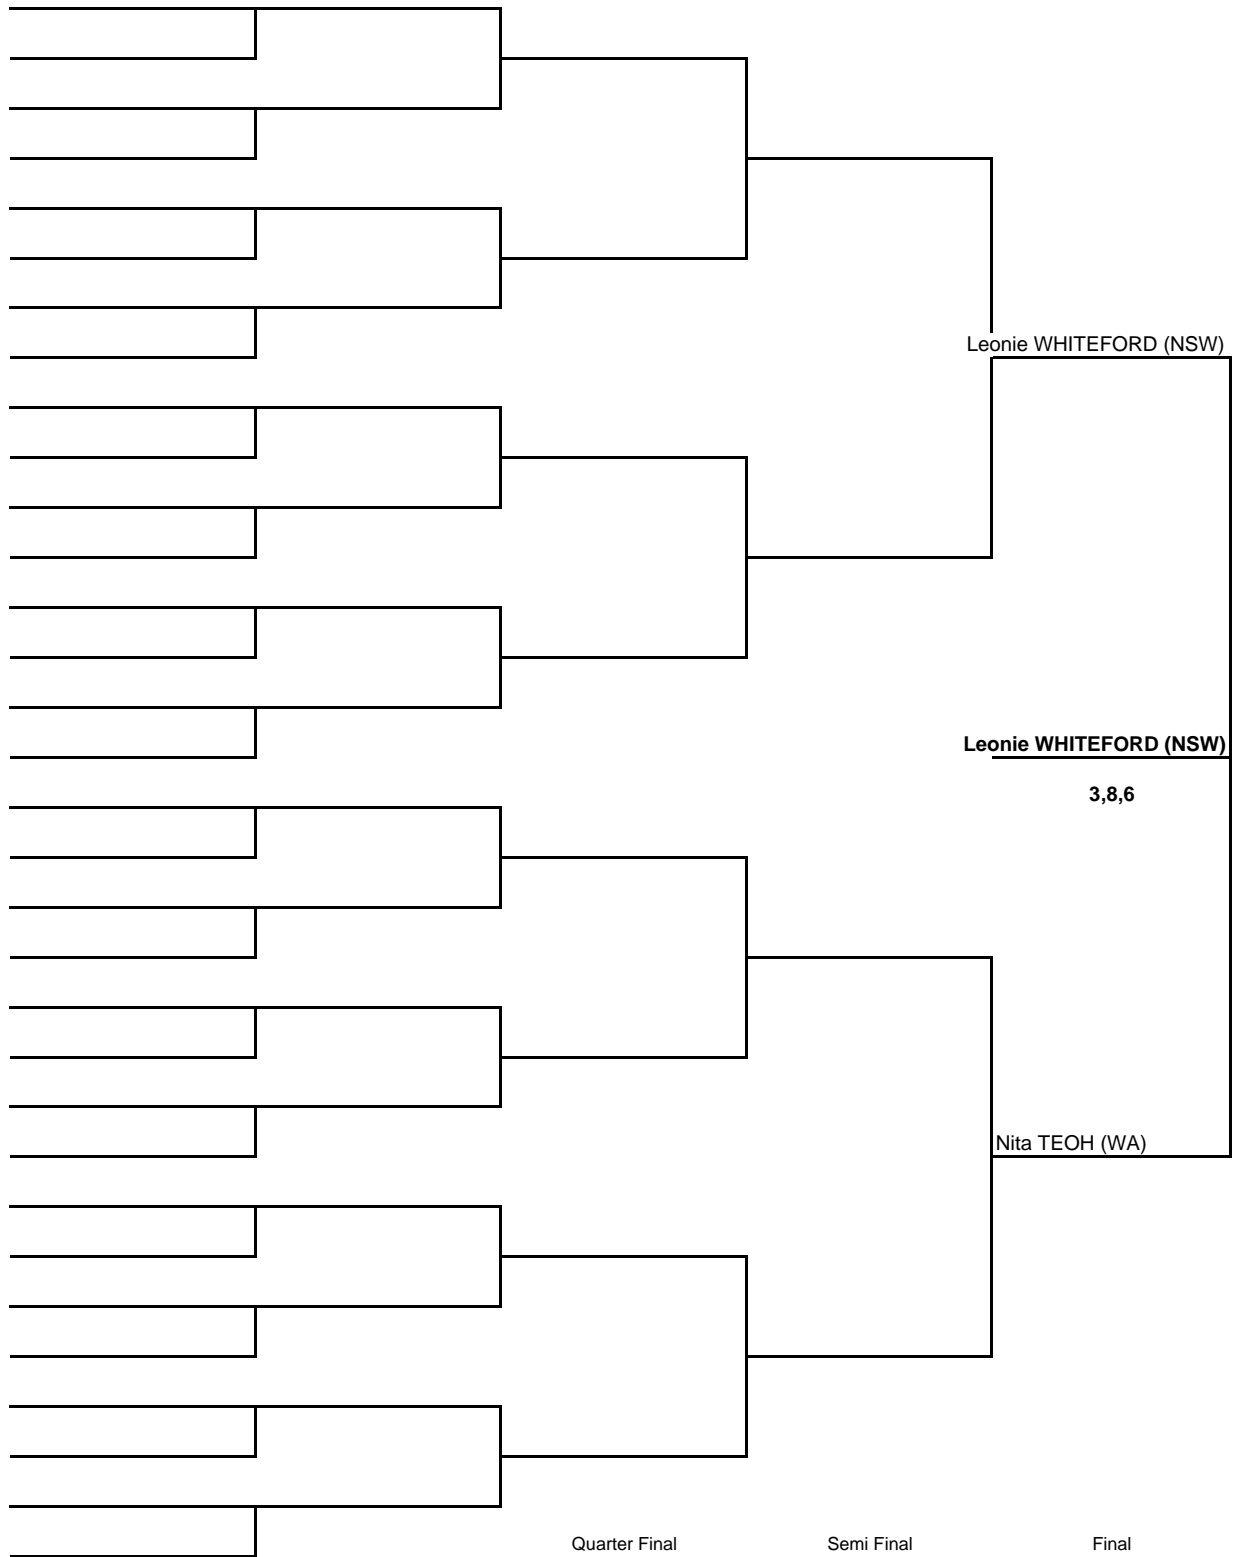 Leonie WHITEFORD (NSW)
Leonie WHITEFORD (NSW)
3,8,6
Nita TEOH (WA)
Quarter Final Semi Final Final